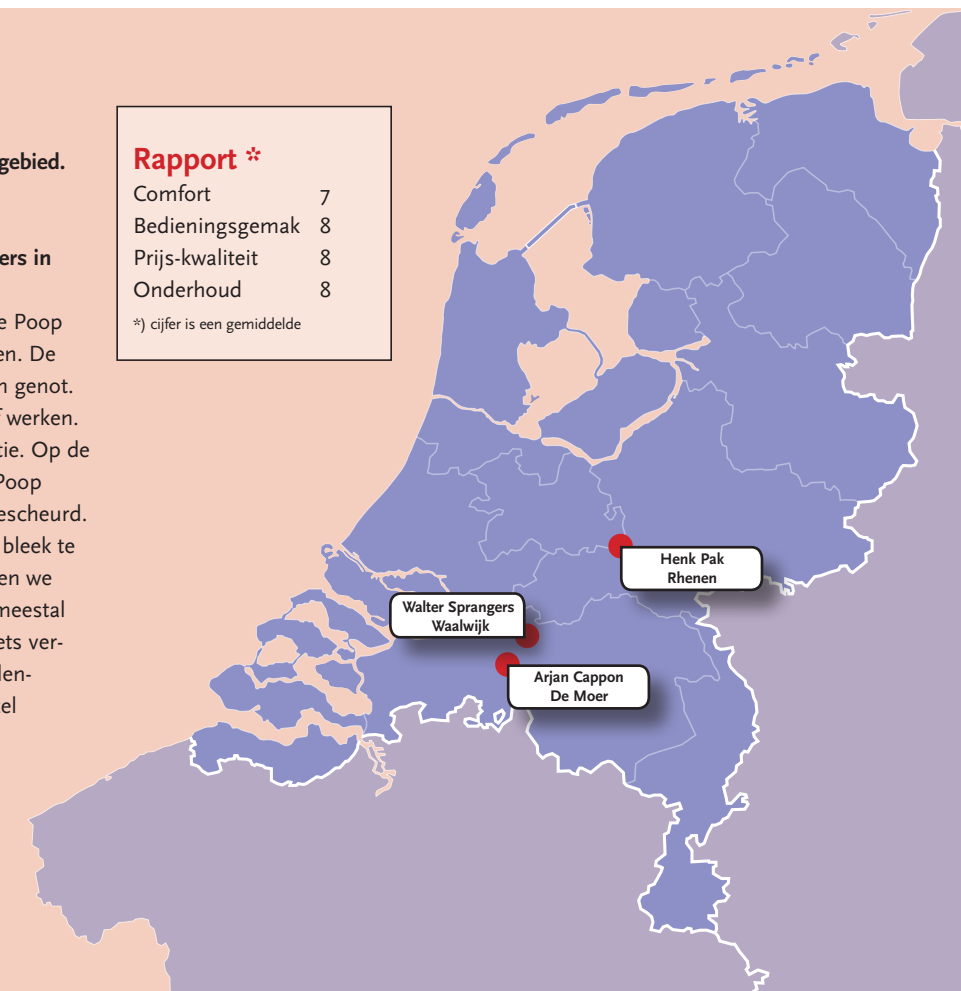 gebied.
ers in
e Poop
en. De
n genot.
f werken.
tie. Op de
Poop
escheurd.
bleek te
en we
meestal
ets ver-
den-
tel
Rapport *
Comfort 7
Bedieningsgemak 8
Prijs-kwaliteit 8
Onderhoud 8
*) cijfer is een gemiddelde
Henk Pak
Rhenen
Walter Sprangers
Waalwijk
Arjan Cappon
De Moer